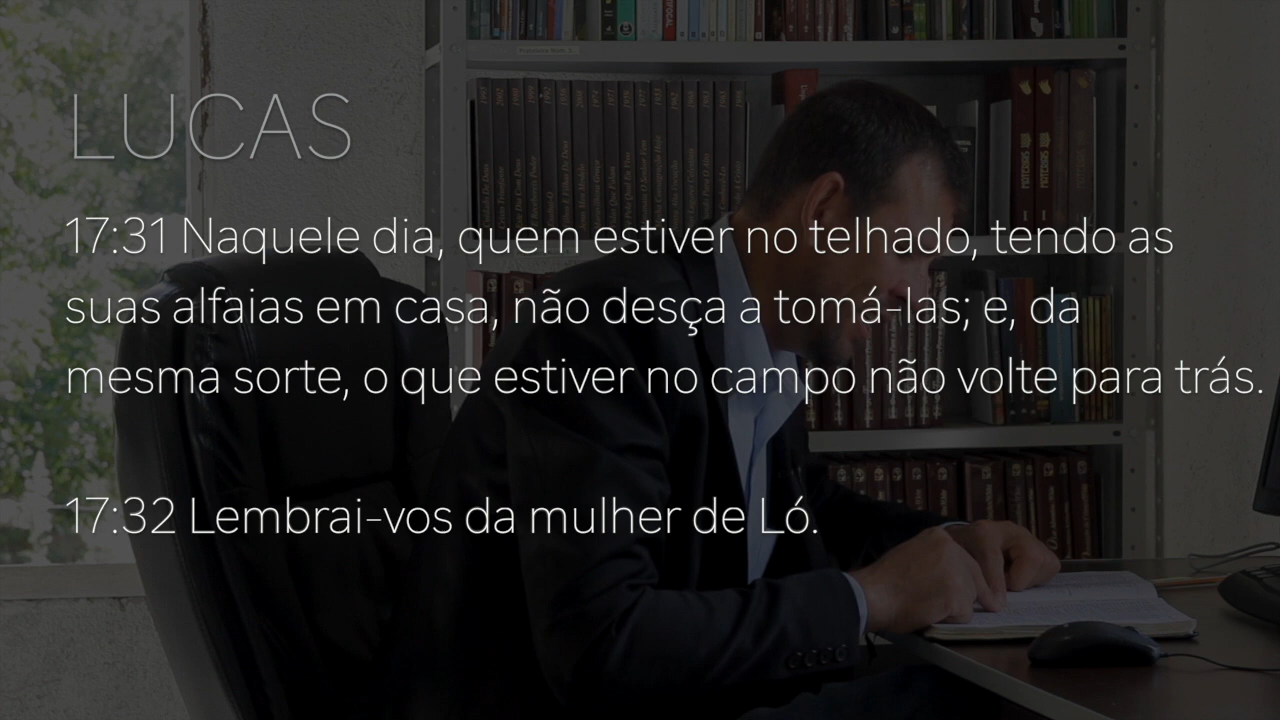 LUCAS
17:31 Naquele dia, quem estiver no telhado, tendo as
suas alfaias em casa, não desça a tomá-las; e, da
mesma sorte, o que estiver no campo não volte para trás.
17:32 Lembrai-vos da mulher de Ló.